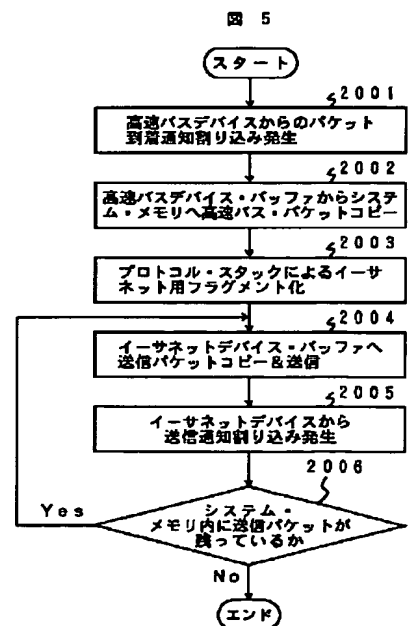 図 5
スタート
2001
高速バスデバイスからのパケット
到着通知割り込み発生
2002
高速バスデバイス・バッファからシステ
ム・メモリへ高速バス・パケットコピー
2003
プロトコル・スタックによるイーサ
ネット用フラグメント化
2004
イーサネットデバイス・バッファへ
送信パケットコピー&送信
2005
イーサネットデバイスから
送信通知割り込み発生
2006
システム・
メモリ内に送信パケットが
残っているか
Yes
No
エンド